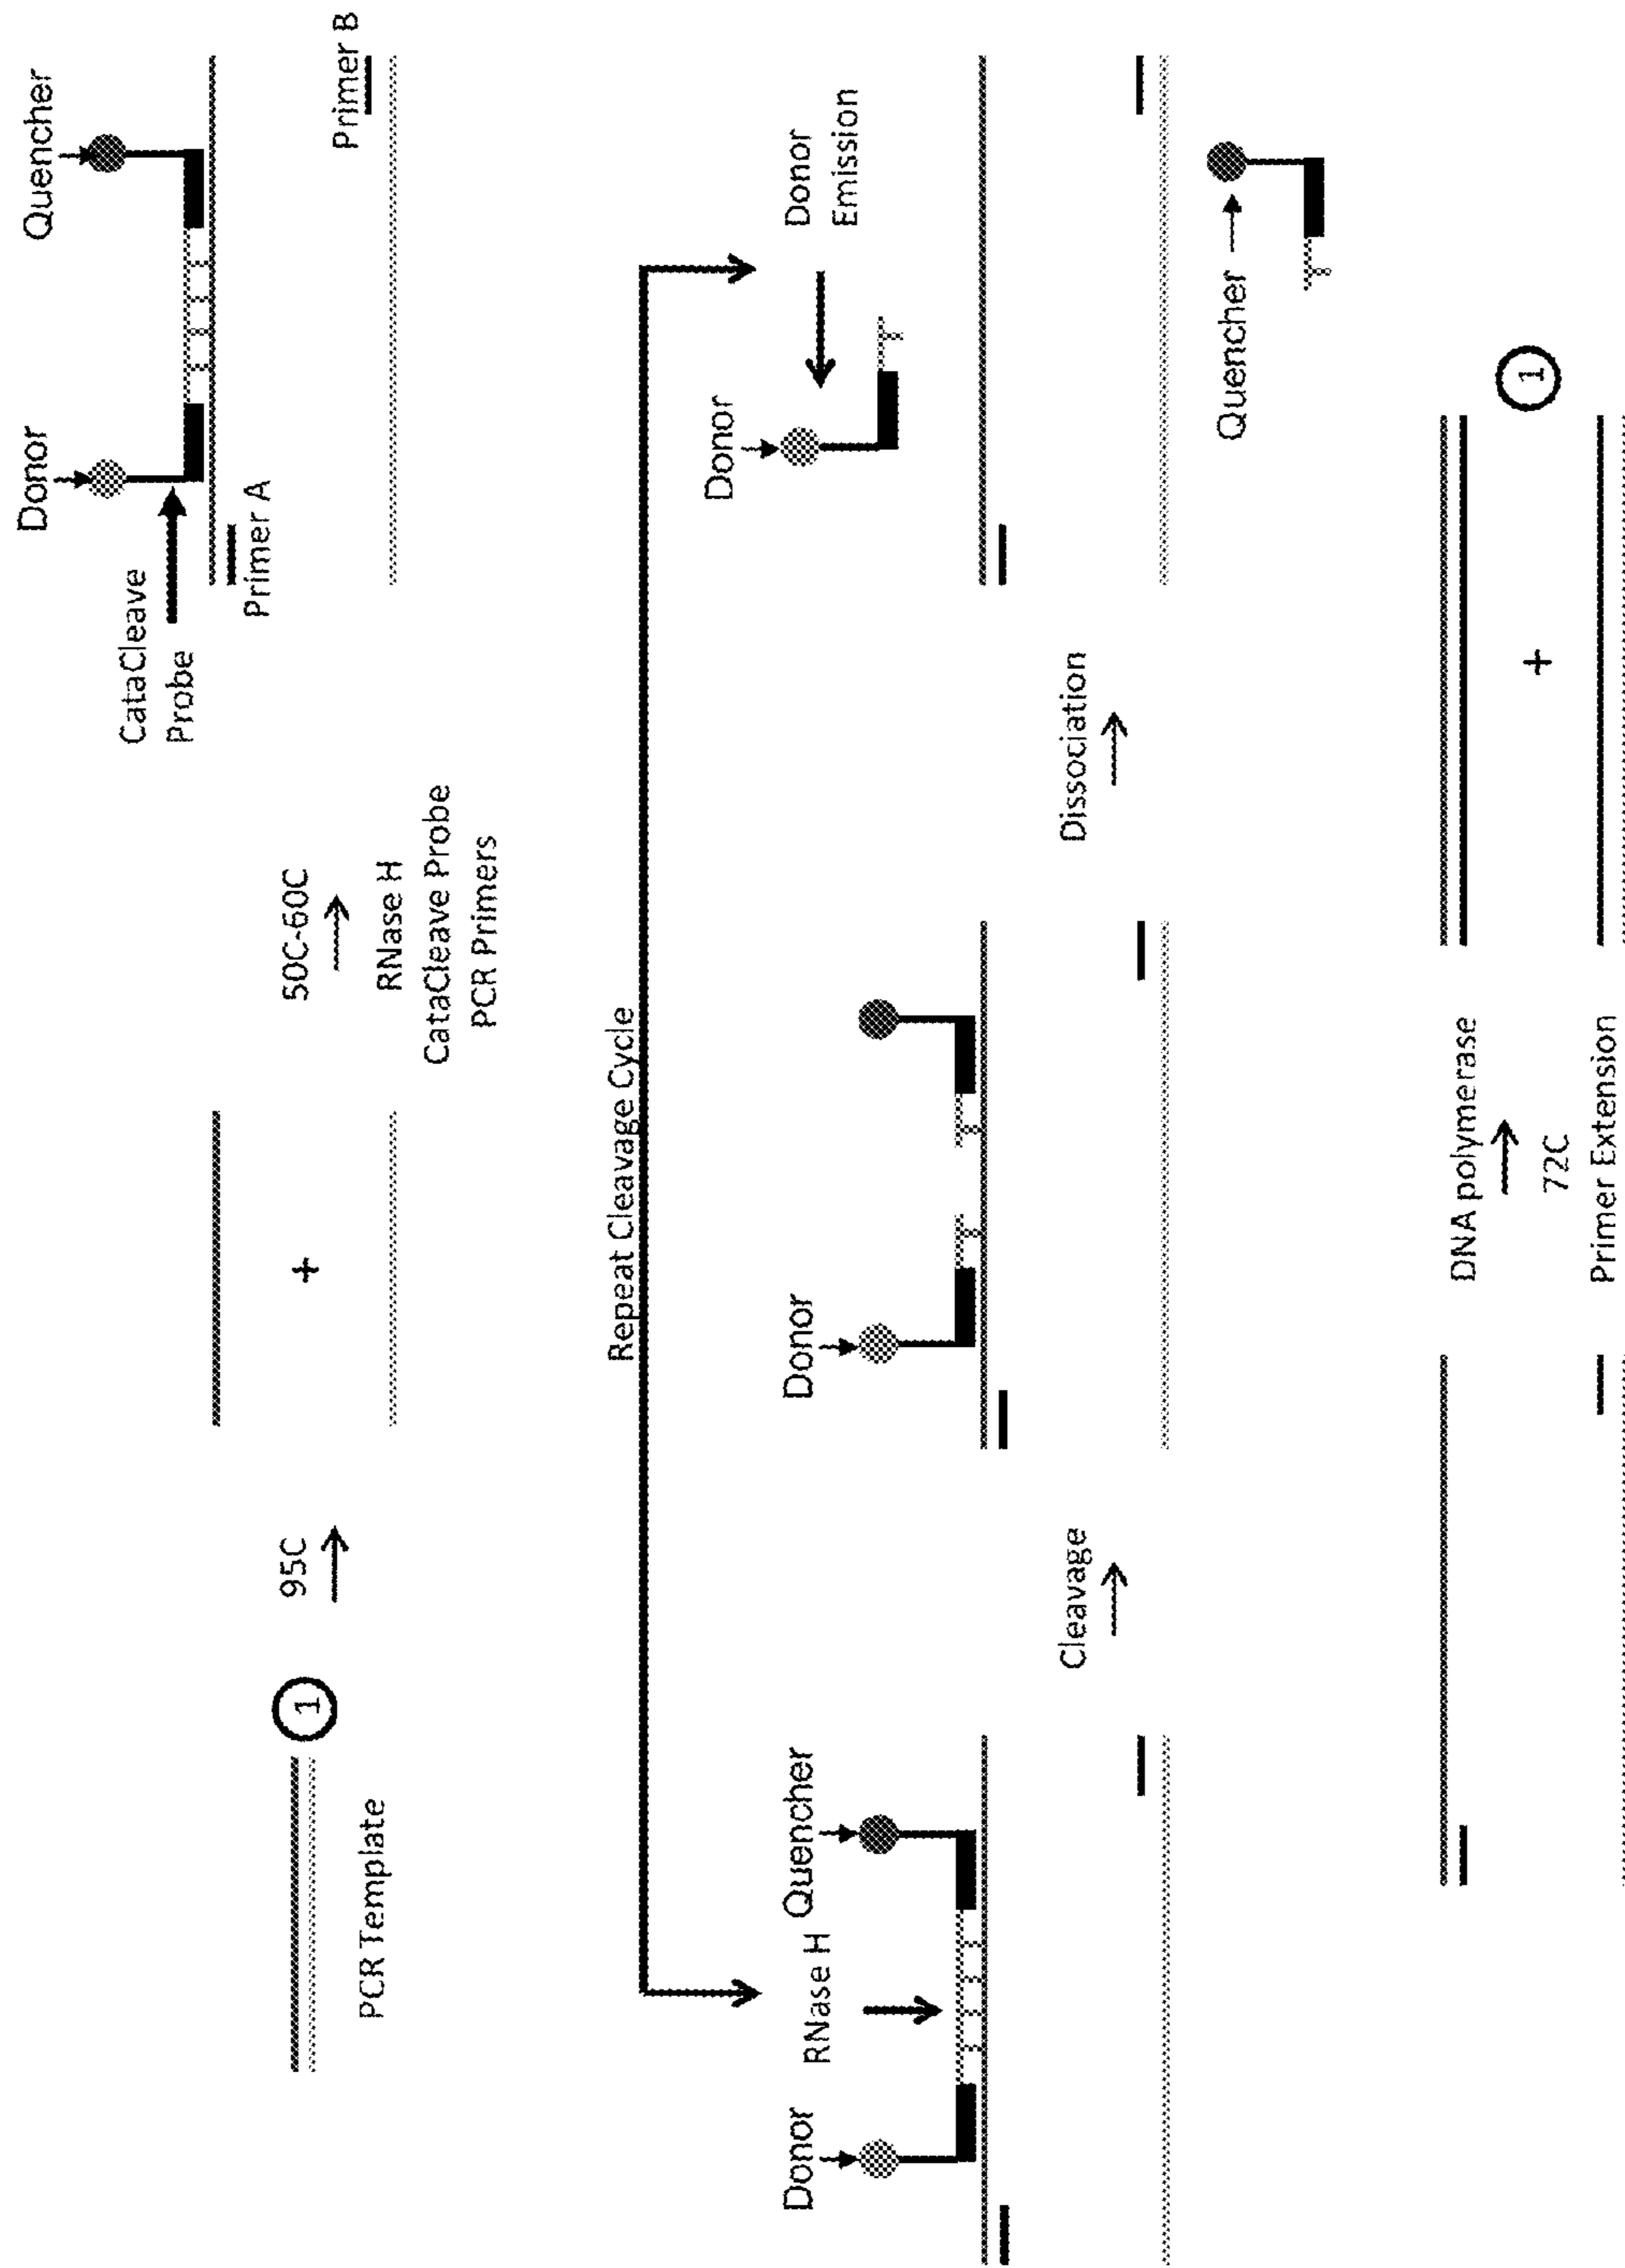 PCR Template
1
95C
+
50C-60C
RNase H
CataCleave Probe
PCR Primers
CataCleave
Probe
Donor
Quencher
Primer A
Primer B
Repeat Cleavage Cycle
Donor
RNase H
Quencher
Cleavage
Donor
Dissociation
Donor
Donor
Emission
Quencher
DNA polymerase
72C
Primer Extension
+
1